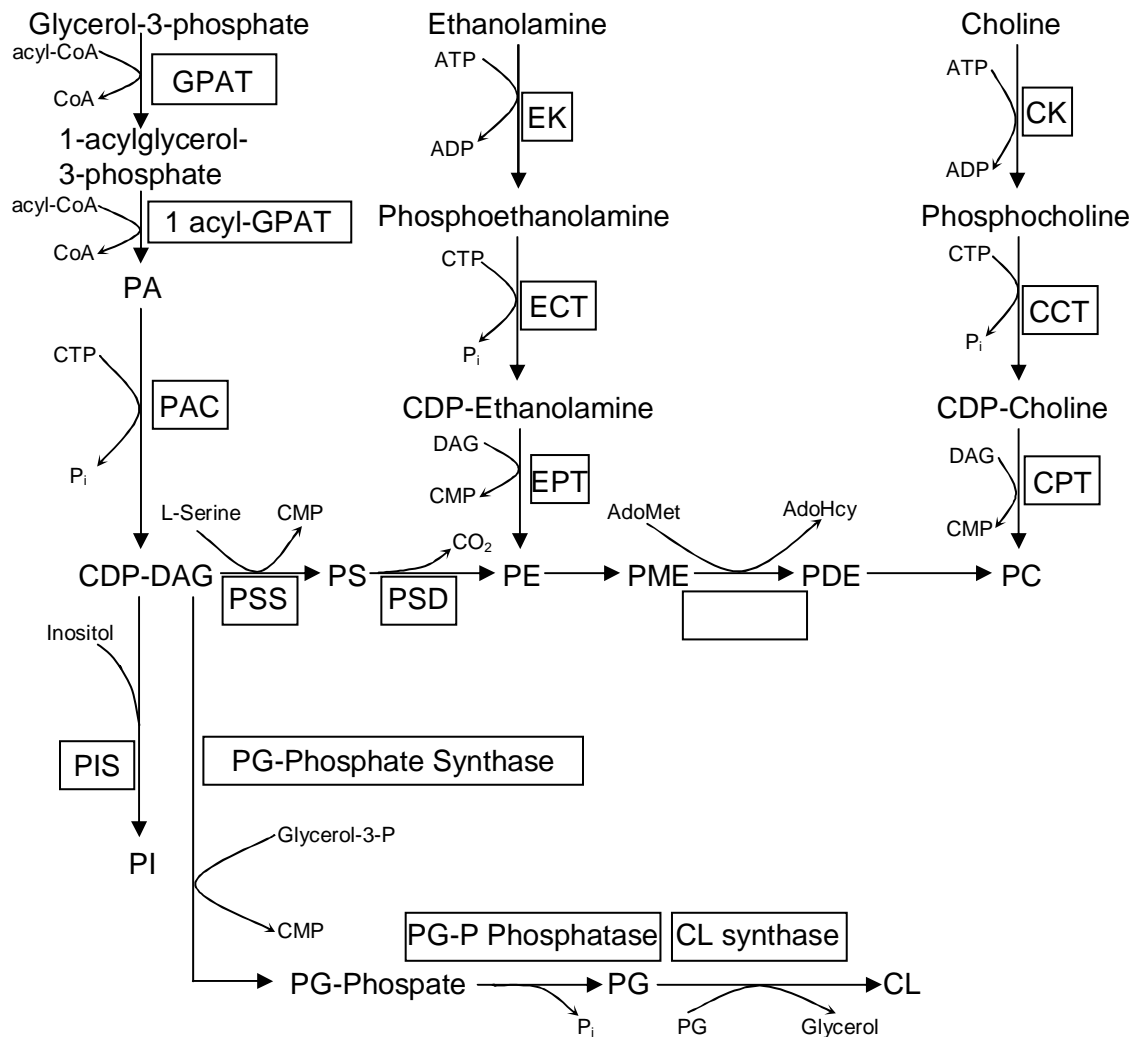 Glycerol-3-phosphate
acyl-CoA
GPAT
CoA
1-acylglycerol-
3-phosphate
acyl-CoA
1 acyl-GPAT
CoA
PA
CTP
PAC
Pi
CDP-DAG
Ethanolamine
ATP
EK
ADP
Phosphoethanolamine
CTP
ECT
Pi
CDP-Ethanolamine
DAG
EPT
CMP
Choline
ATP
CK
ADP
Phosphocholine
CTP
CCT
Pi
CDP-Choline
DAG
CPT
CMP
L-Serine
CMP
PSS
PS
CO2
PSD
PE
PME
AdoMet
AdoHcy
PDE
PC
Inositol
PIS
PI
PG-Phosphate Synthase
Glycerol-3-P
CMP
PG-Phospate
PG-P Phosphatase
Pi
PG
CL synthase
PG
Glycerol
CL